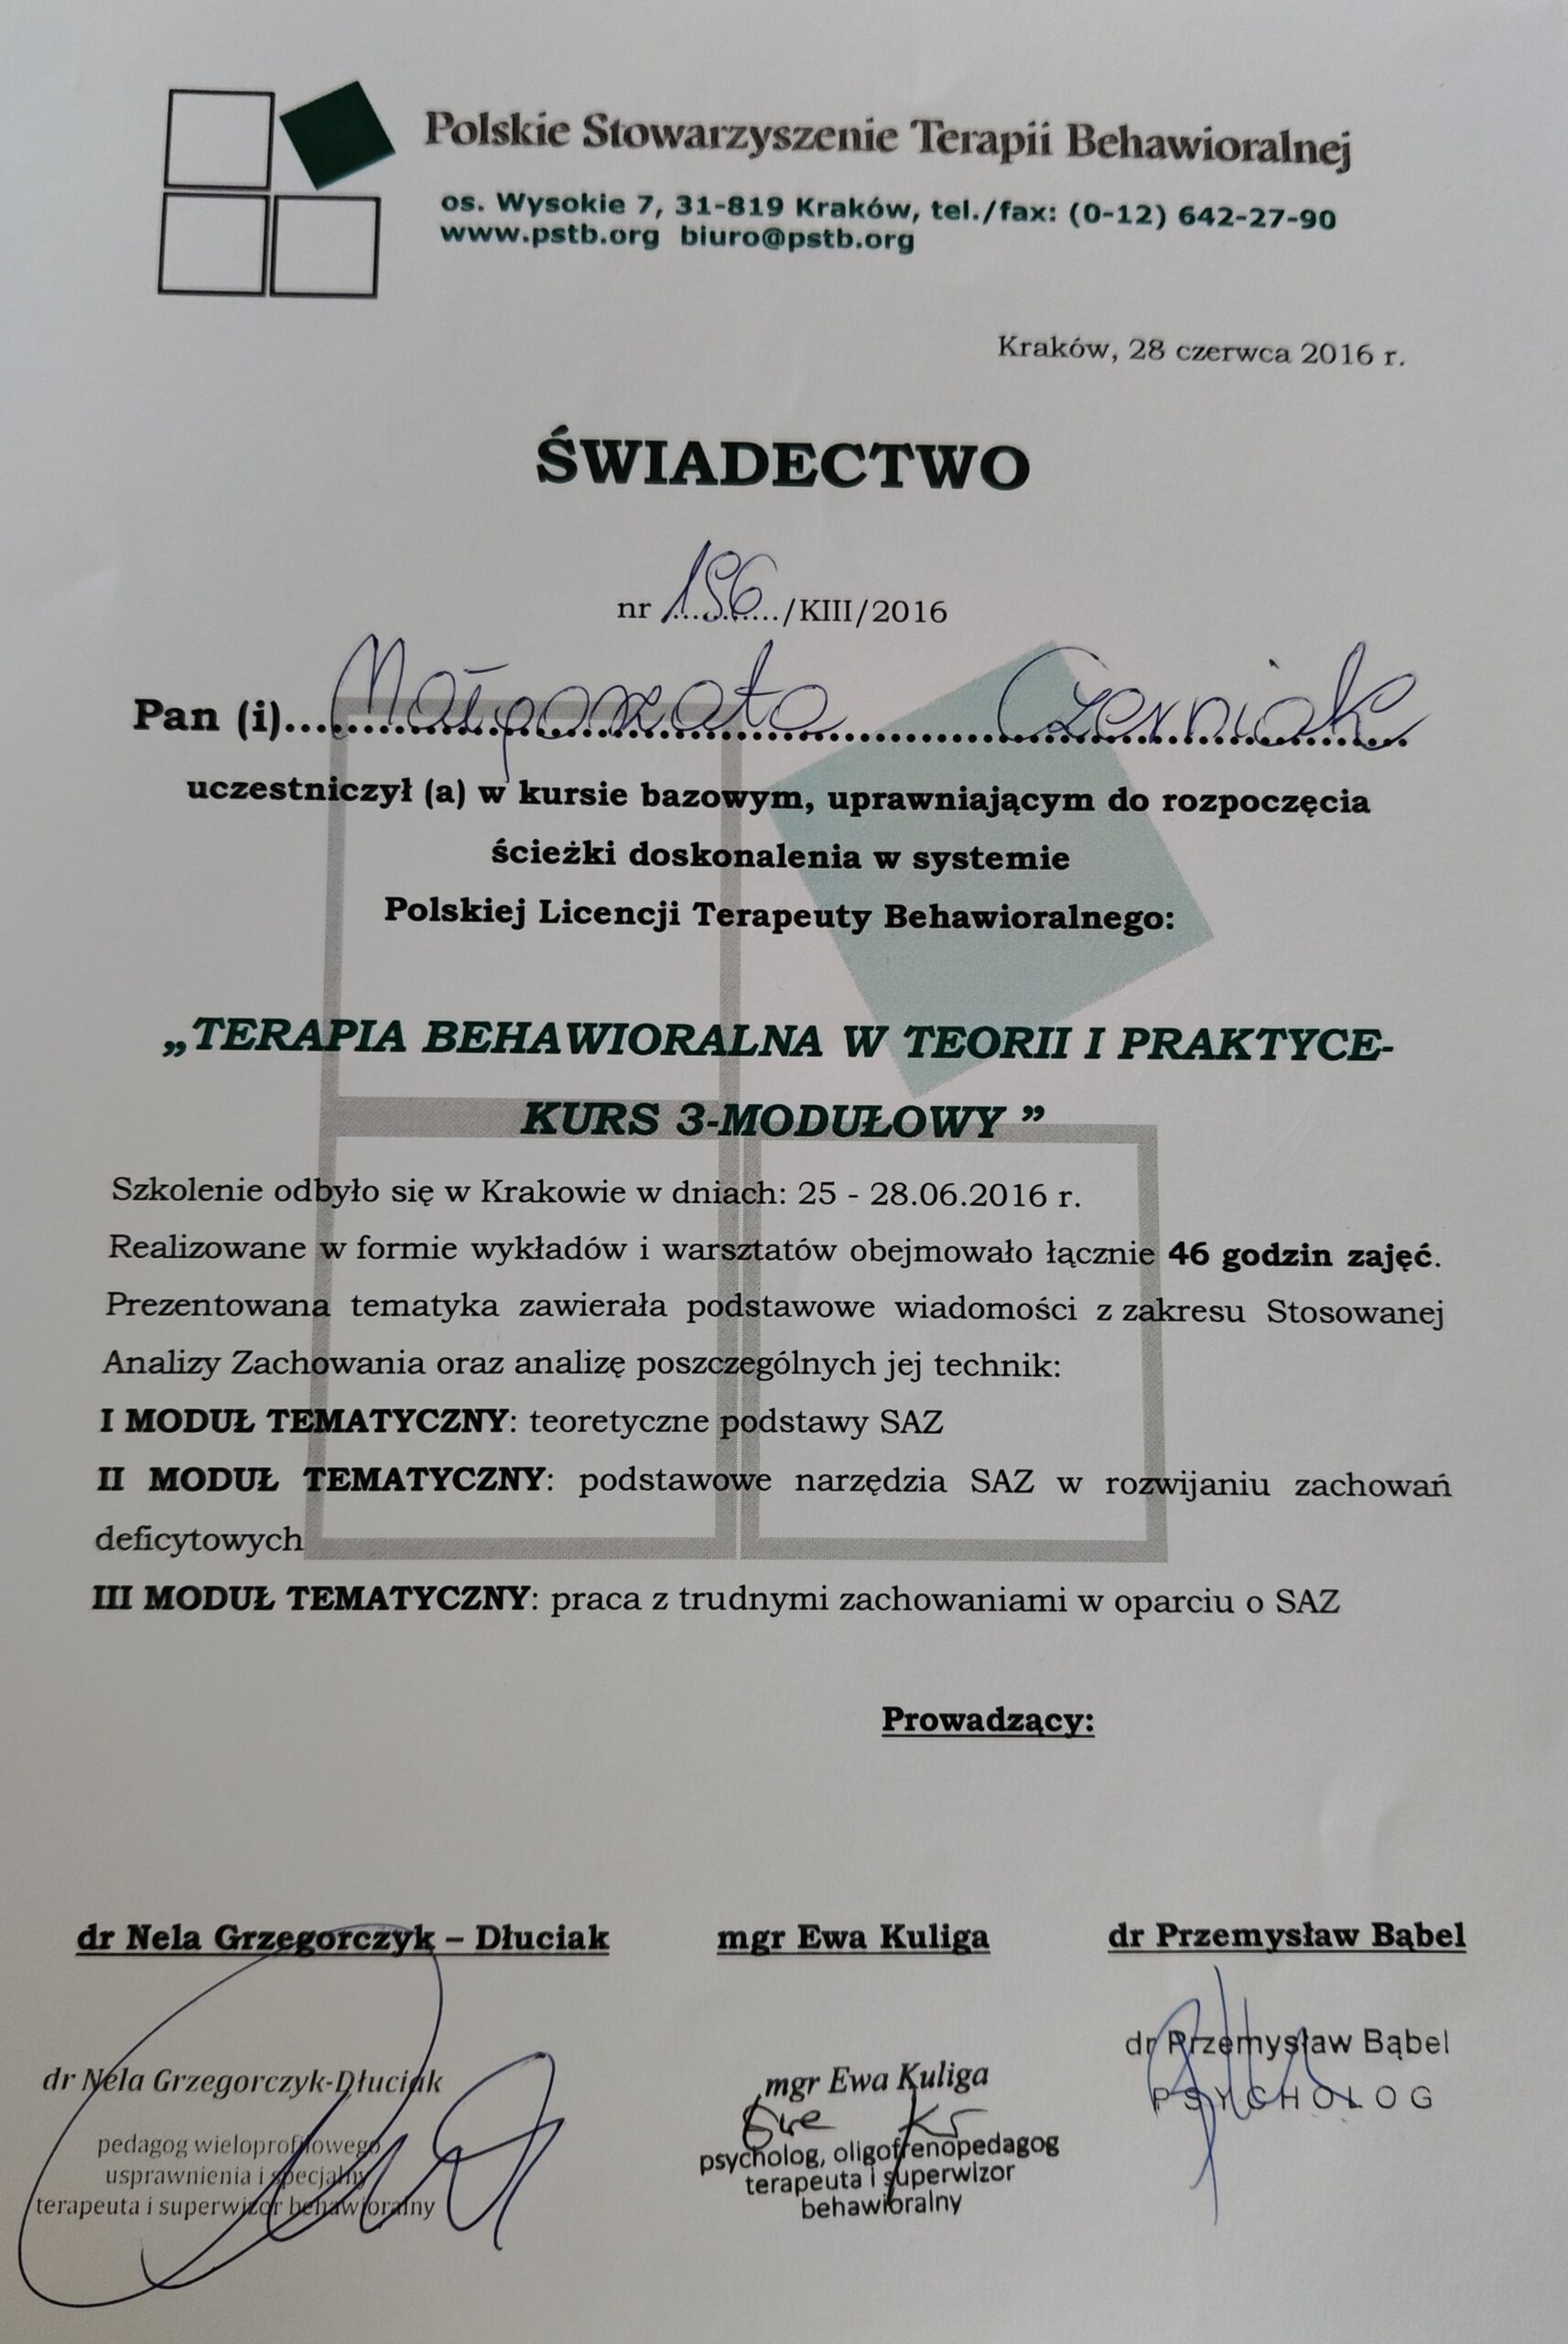 Polskie Stowarzyszenie Terapii Behawioralnej
os. Wysokie 7, 31-819 Kraków, tel./fax: (0-12) 642-27-90
www.pstb.org biuro@pstb.org
Kraków, 28 czerwca 2016 r.
ŚWIADECTWO
nr 156/KIII/2016
Pan (i) Małgorzata Czerniak
uczestniczył (a) w kursie bazowym, uprawniającym do rozpoczęcia
ścieżki doskonalenia w systemie
Polskiej Licencji Terapeuty Behawioralnego:
„TERAPIA BEHAWIORALNA W TEORII I PRAKTYCE-
KURS 3-MODUŁOWY ”
Szkolenie odbyło się w Krakowie w dniach: 25 - 28.06.2016 r.
Realizowane w formie wykładów i warsztatów obejmowało łącznie 46 godzin zajęć.
Prezentowana tematyka zawierała podstawowe wiadomości z zakresu Stosowanej
Analizy Zachowania oraz analizę poszczególnych jej technik:
I MODUŁ TEMATYCZNY: teoretyczne podstawy SAZ
II MODUŁ TEMATYCZNY: podstawowe narzędzia SAZ w rozwijaniu zachowań
deficytowych
III MODUŁ TEMATYCZNY: praca z trudnymi zachowaniami w oparciu o SAZ
Prowadzący:
dr Nela Grzegorczyk – Dłuciak mgr Ewa Kuliga dr Przemysław Bąbel
dr Nela Grzegorczyk-Dłuciak
pedagog wieloprofilowego
usprawnienia i specjalny
terapeuta i superwizor behawioralny
mgr Ewa Kuliga
psycholog, oligofrenopedagog
terapeuta i superwizor
behawioralny
dr Przemysław Bąbel
PSYCHOLOG